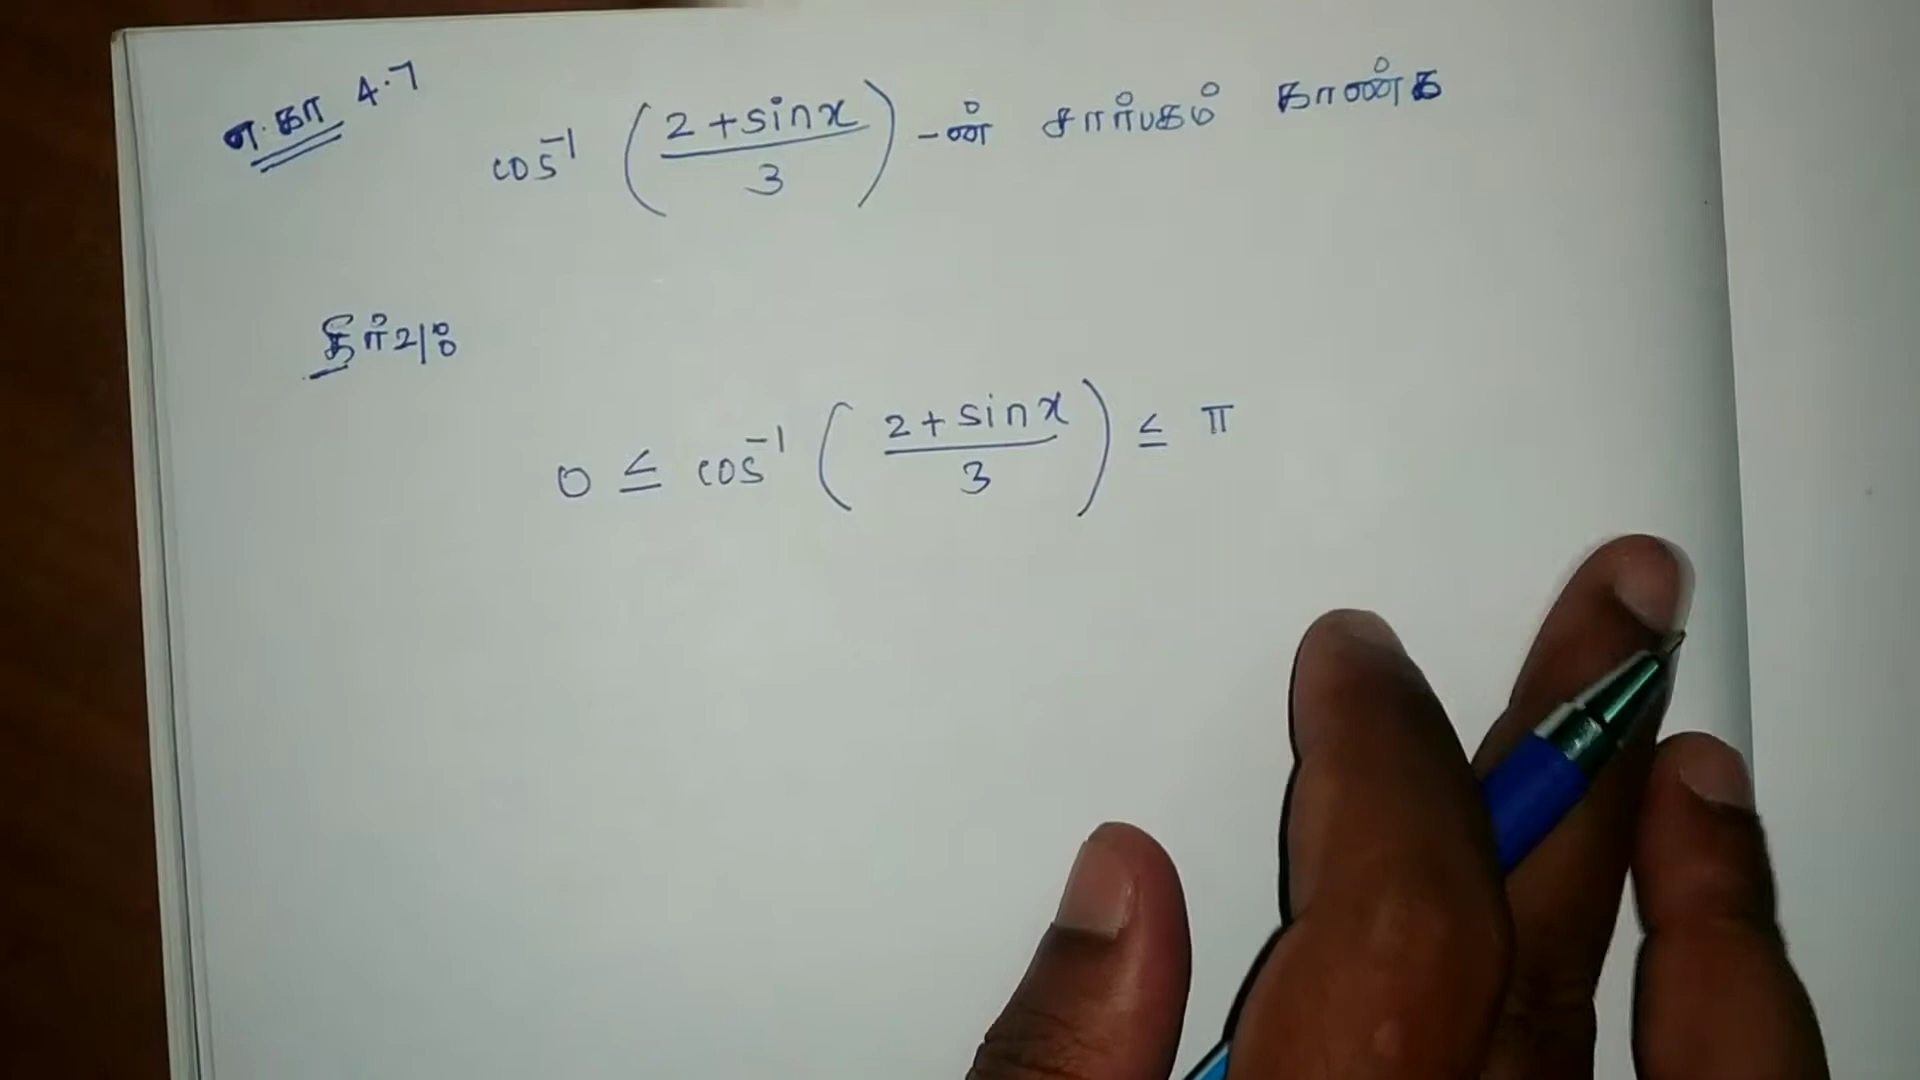 எ.கா 4.7
cos⁻¹ (2 + sin x / 3) -ன் சார்பகம் காண்க
தீர்வு:
0 ≤ cos⁻¹ (2 + sin x / 3) ≤ π